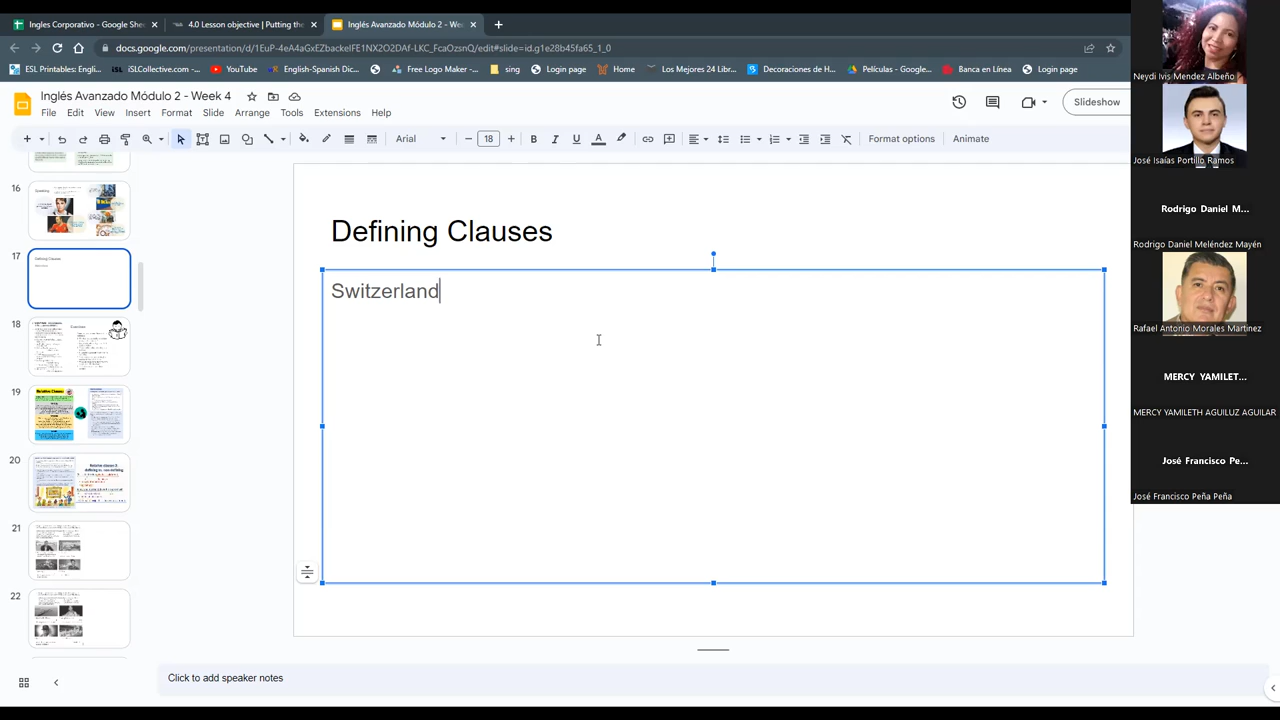 Ingles Corporativo - Google She
4.0 Lesson objective | Putting the
Inglés Avanzado Módulo 2 - We
docs.google.com/presentation/d/1EuP-4eA4aGxEZbackeIFE1NX2O2DAf-LKC_FcaOzsnQ/edit#slide=id.g1e28b45fa65_1_0
ESL Printables: Engli...
iSLCollective.com -...
YouTube
English-Spanish Dic...
Login page
Free Logo Maker -...
Eng
Login page
Home
Los Mejores 24 Libr...
Declaraciones de H...
Películas - Google...
Banca en Línea
Login page
Inglés Avanzado Módulo 2 - Week 4
File Edit View Insert Format Slide Arrange Tools Extensions Help
Slideshow
Arial
18
Format options
Animate
16
17
18
19
20
21
22
Defining Clauses
Switzerland
Click to add speaker notes
Neydi Ivis Mendez Albeño
José Isaías Portillo Ramos
Rodrigo Daniel M...
Rodrigo Daniel Meléndez Mayén
Rafael Antonio Morales Martinez
MERCY YAMILET...
MERCY YAMILETH AGUILUZ AGUILAR
José Francisco Pe...
José Francisco Peña Peña